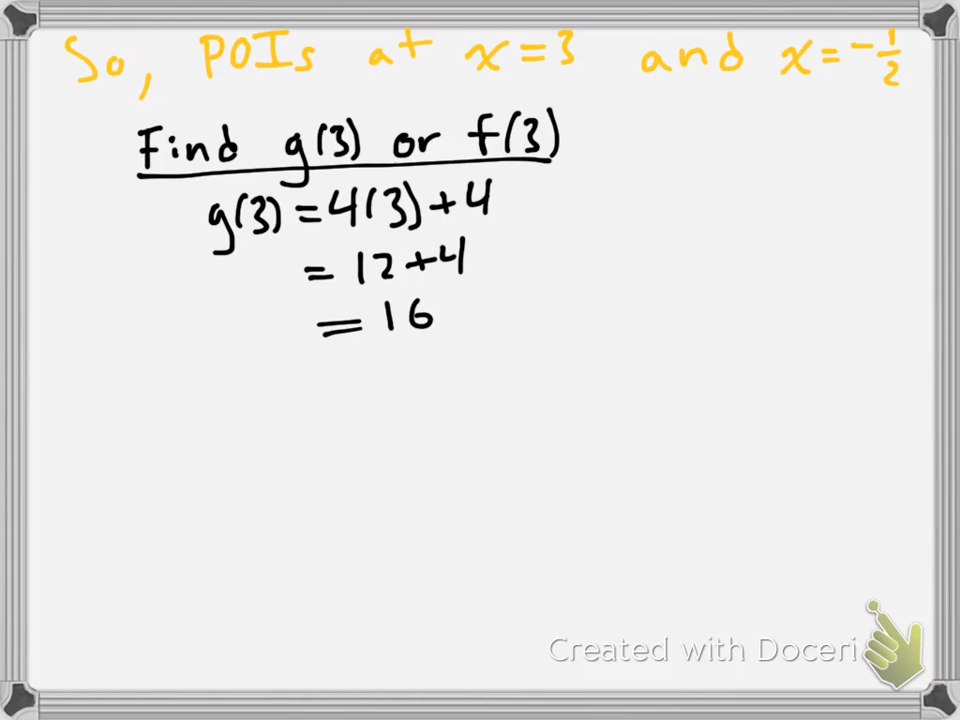 So, POIs at x=3 and x=-1/2
Find g(3) or f(3)
g(3) = 4(3)+4
= 12+4
= 16
Created with Doceri